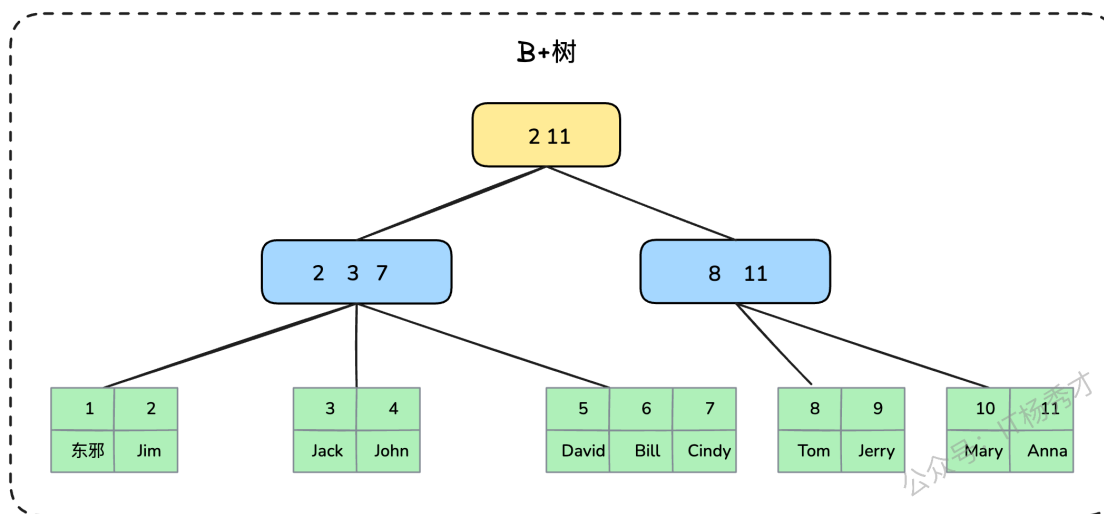 B+树
2 11
2 3 7
8 11
1 2 3 4 5 6 7 8 9 10 11
东邪 Jim Jack John David Bill Cindy Tom Jerry Mary Anna
公众号：IT杨秀才